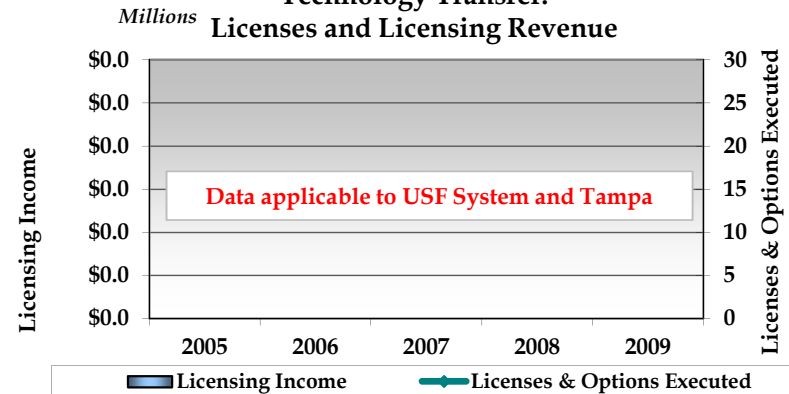 Technology Transfer:
Millions
Licenses and Licensing Revenue
$0.0
$0.0
$0.0
$0.0
$0.0
$0.0
$0.0
30
25
20
15
10
5
0
Licensing Income
Licenses & Options Executed
Data applicable to USF System and Tampa
2005 2006 2007 2008 2009
Licensing Income Licenses & Options Executed